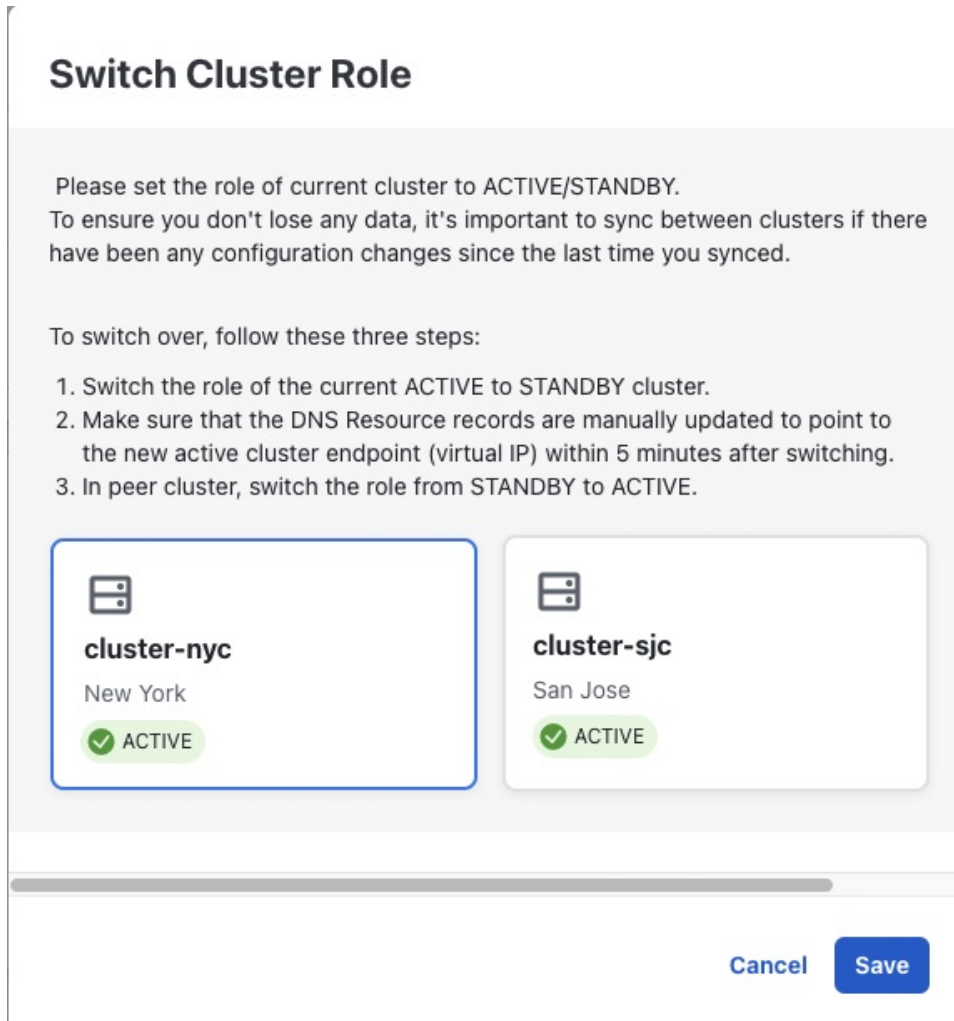 Switch Cluster Role
Please set the role of current cluster to ACTIVE/STANDBY.
To ensure you don't lose any data, it's important to sync between clusters if there
have been any configuration changes since the last time you synced.
To switch over, follow these three steps:
1. Switch the role of the current ACTIVE to STANDBY cluster.
2. Make sure that the DNS Resource records are manually updated to point to
the new active cluster endpoint (virtual IP) within 5 minutes after switching.
3. In peer cluster, switch the role from STANDBY to ACTIVE.
cluster-nyc
New York
ACTIVE
cluster-sjc
San Jose
ACTIVE
Cancel
Save